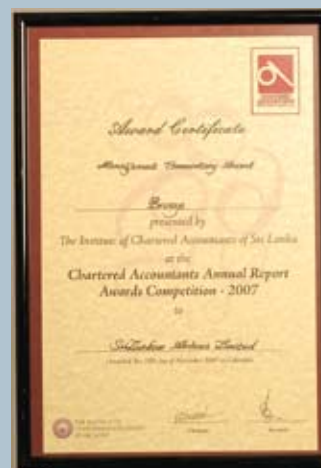 Award Certificate
Management Commentary Award
Bronze
presented by
The Institute of Chartered Accountants of Sri Lanka
at the
Chartered Accountants Annual Report
Awards Competition - 2007
to
SriLankan Airlines Limited